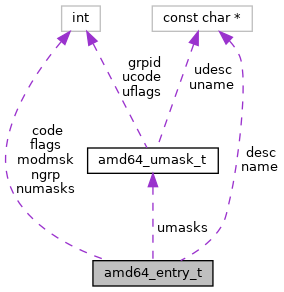 int
const char *
grpid
ucode
uflags
udesc
uname
code
flags
modmsk
ngrp
numasks
amd64_umask_t
desc
name
umasks
amd64_entry_t